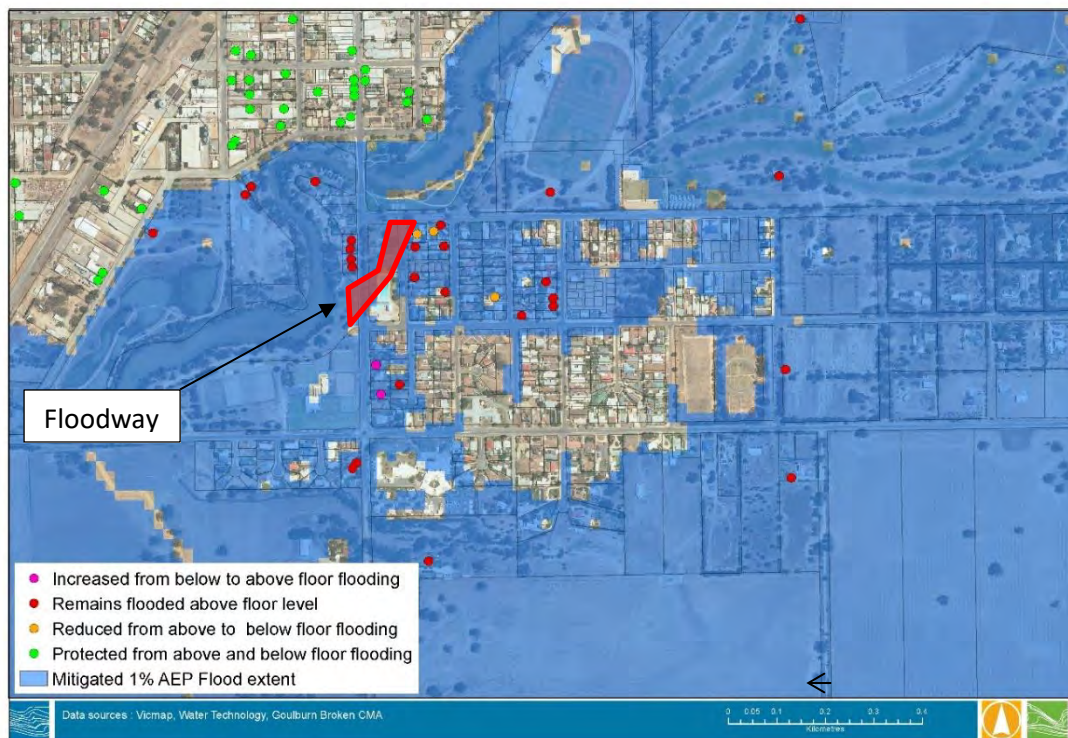 Floodway
Increased from below to above floor flooding
Remains flooded above floor level
Reduced from above to below floor flooding
Protected from above and below floor flooding
Mitigated 1% AEP Flood extent
Data sources : Vicmap, Water Technology, Goulburn Broken CMA
0 0.05 0.1 0.2 0.3 0.4
Kilometres